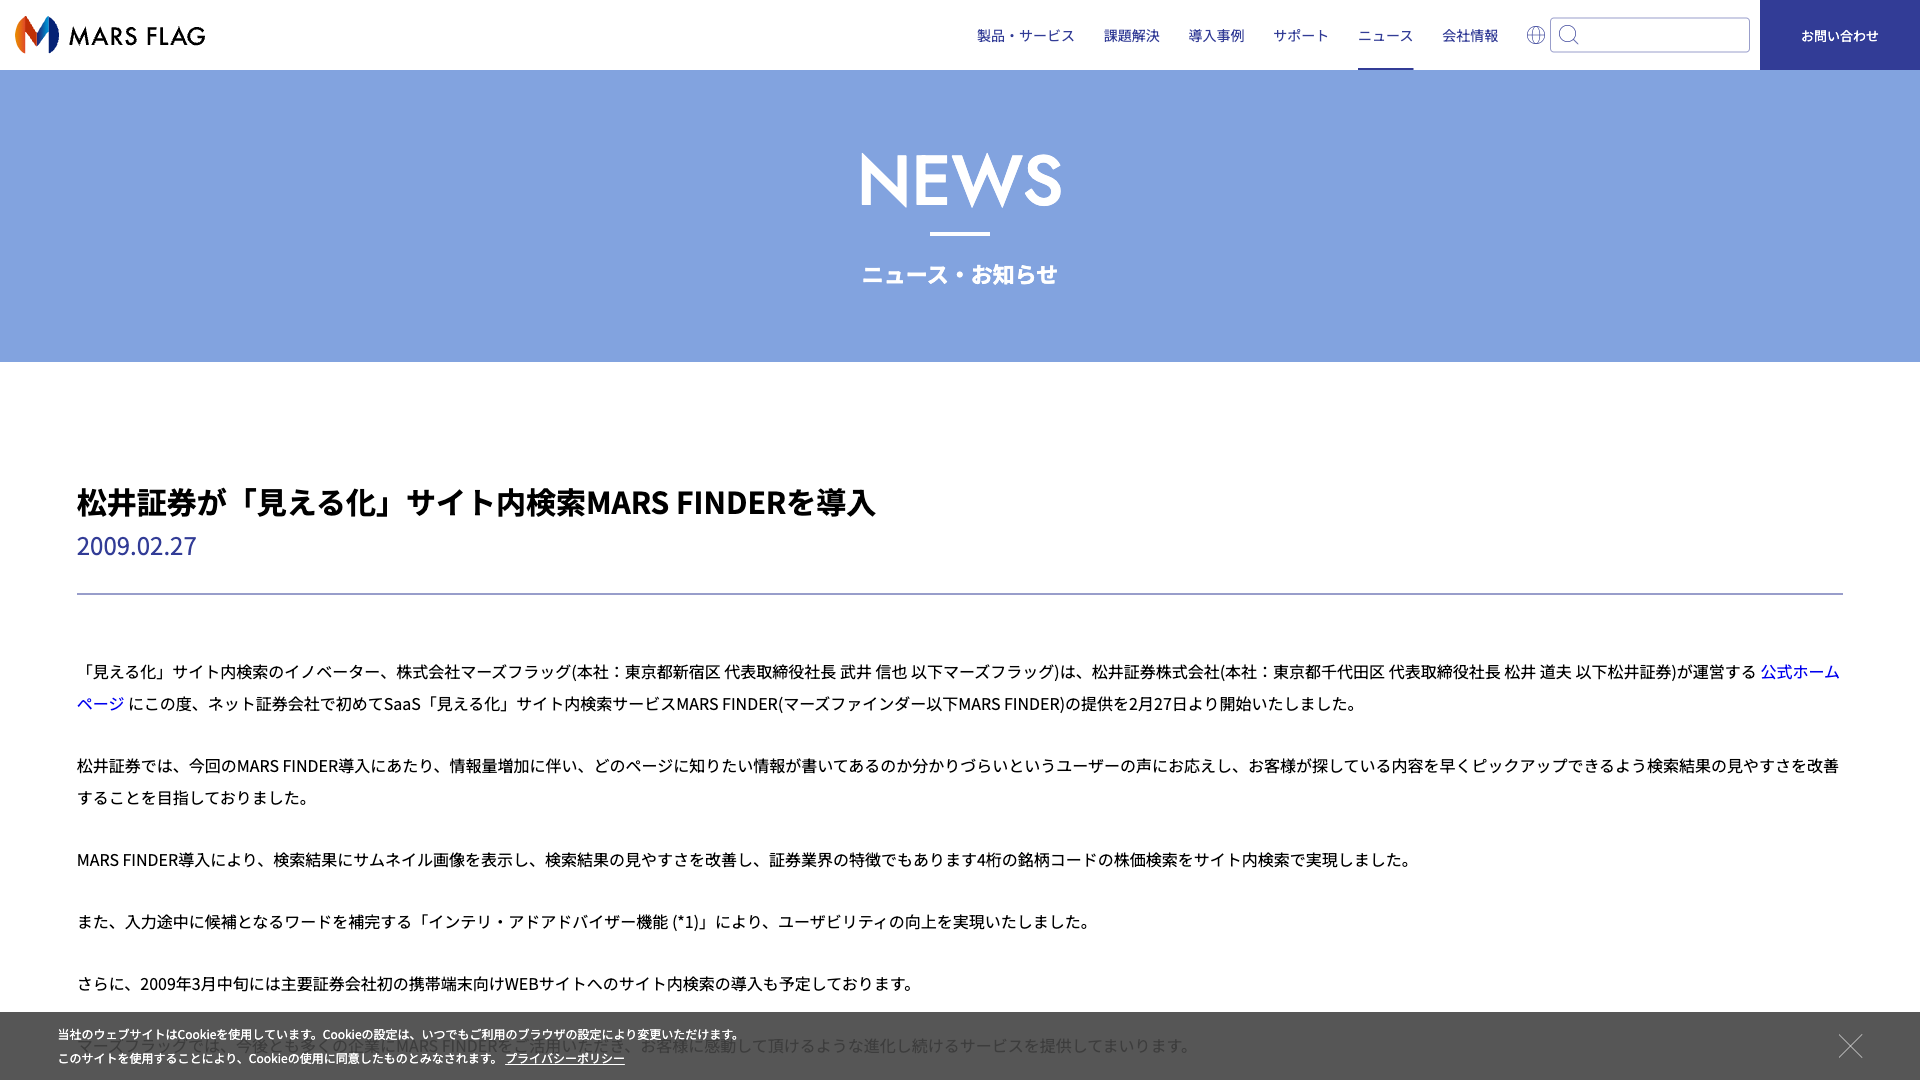 MARS FLAG
製品・サービス
課題解決
導入事例
サポート
ニュース
会社情報
お問い合わせ
NEWS
ニュース・お知らせ
松井証券が「見える化」サイト内検索MARS FINDERを導入
2009.02.27
「見える化」サイト内検索のイノベーター、株式会社マーズフラッグ(本社：東京都新宿区 代表取締役社長 武井 信也 以下マーズフラッグ)は、松井証券株式会社(本社：東京都千代田区 代表取締役社長 松井 道夫 以下松井証券)が運営する 公式ホーム
ページ にこの度、ネット証券会社で初めてSaaS「見える化」サイト内検索サービスMARS FINDER(マーズファインダー以下MARS FINDER)の提供を2月27日より開始いたしました。
松井証券では、今回のMARS FINDER導入にあたり、情報量増加に伴い、どのページに知りたい情報が書いてあるのか分かりづらいというユーザーの声にお応えし、お客様が探している内容を早くピックアップできるよう検索結果の見やすさを改善
することを目指しておりました。
MARS FINDER導入により、検索結果にサムネイル画像を表示し、検索結果の見やすさを改善し、証券業界の特徴でもあります4桁の銘柄コードの株価検索をサイト内検索で実現しました。
また、入力途中に候補となるワードを補完する「インテリ・アドアドバイザー機能 (*1)」により、ユーザビリティの向上を実現いたしました。
さらに、2009年3月中旬には主要証券会社初の携帯端末向けWEBサイトへのサイト内検索の導入も予定しております。
マーズフラッグでは、今後とも多くの企業にMARS FINDERをご活用いただき、お客様に感動して頂けるような進化し続けるサービスを提供してまいります。
当社のウェブサイトはCookieを使用しています。Cookieの設定は、いつでもご利用のブラウザの設定により変更いただけます。
このサイトを使用することにより、Cookieの使用に同意したものとみなされます。 プライバシーポリシー